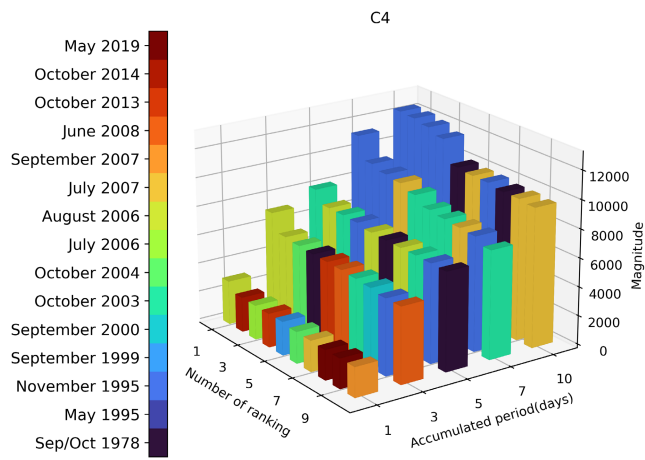 C4
May 2019
October 2014
October 2013
June 2008
September 2007
July 2007
August 2006
July 2006
October 2004
October 2003
September 2000
September 1999
November 1995
May 1995
Sep/Oct 1978
1
3
5
7
9
Number of ranking
1
3
5
7
10
Accumulated period(days)
0
2000
4000
6000
8000
10000
12000
Magnitude